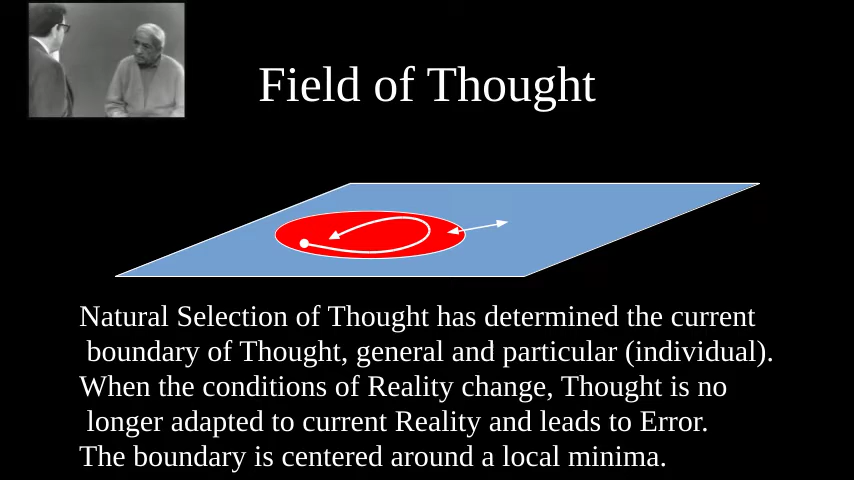 Field of Thought
Natural Selection of Thought has determined the current
boundary of Thought, general and particular (individual).
When the conditions of Reality change, Thought is no
longer adapted to current Reality and leads to Error.
The boundary is centered around a local minima.